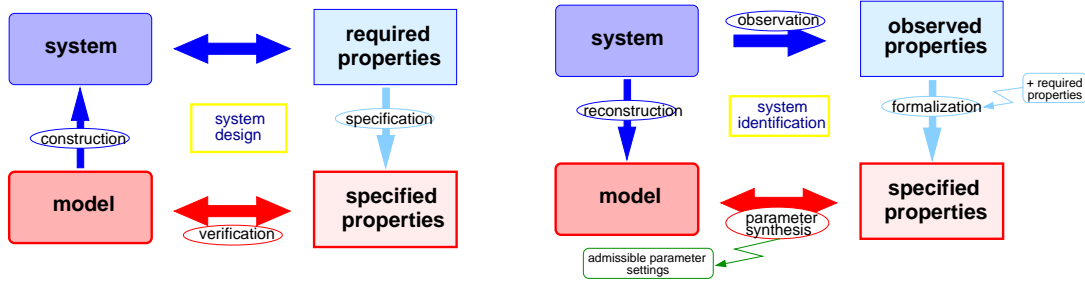 system
required
properties
system
design
construction
specification
model
specified
properties
verification
observation
system
observed
properties
+ required
properties
reconstruction
system
identification
formalization
model
specified
properties
parameter
synthesis
admissible parameter
settings